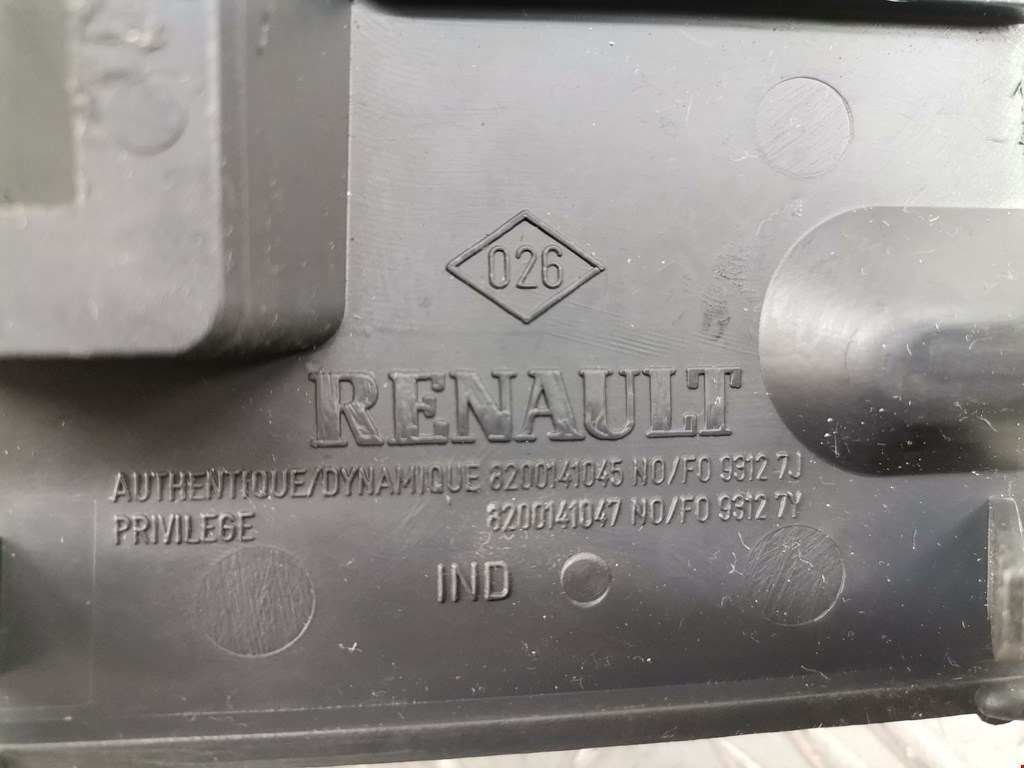 026
RENAULT
AUTHENTIQUE/DYNAMIQUE 8200141045 NO/FO 9312 7J
PRIVILEGE 8200141047 NO/FO 9312 7Y
IND